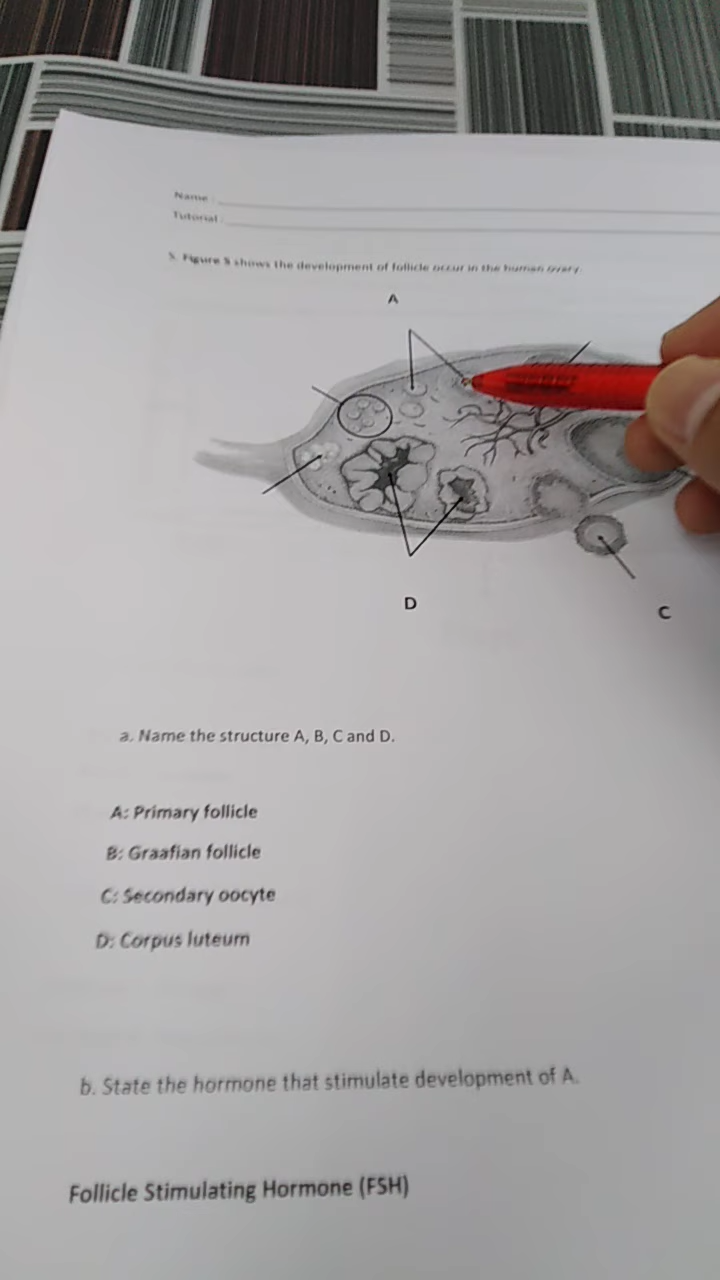 Name :
Tutorial :
5. Figure 5 shows the development of follicle occur in the human ovary.
A
D
C
a. Name the structure A, B, C and D.
A: Primary follicle
B: Graafian follicle
C: Secondary oocyte
D: Corpus luteum
b. State the hormone that stimulate development of A.
Follicle Stimulating Hormone (FSH)